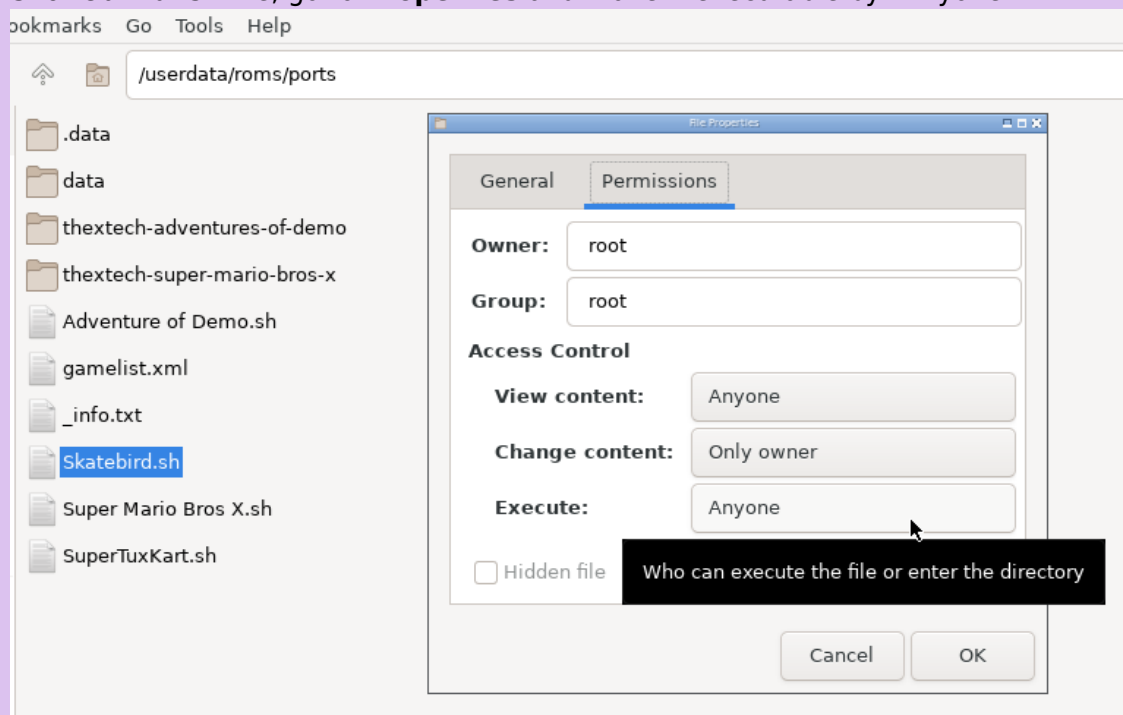 ookmarks Go Tools Help
/userdata/roms/ports
.data
data
thextech-adventures-of-demo
thextech-super-mario-bros-x
Adventure of Demo.sh
gamelist.xml
_info.txt
Skatebird.sh
Super Mario Bros X.sh
SuperTuxKart.sh
File Properties
General Permissions
Owner: root
Group: root
Access Control
View content: Anyone
Change content: Only owner
Execute: Anyone
Hidden file
Who can execute the file or enter the directory
Cancel OK